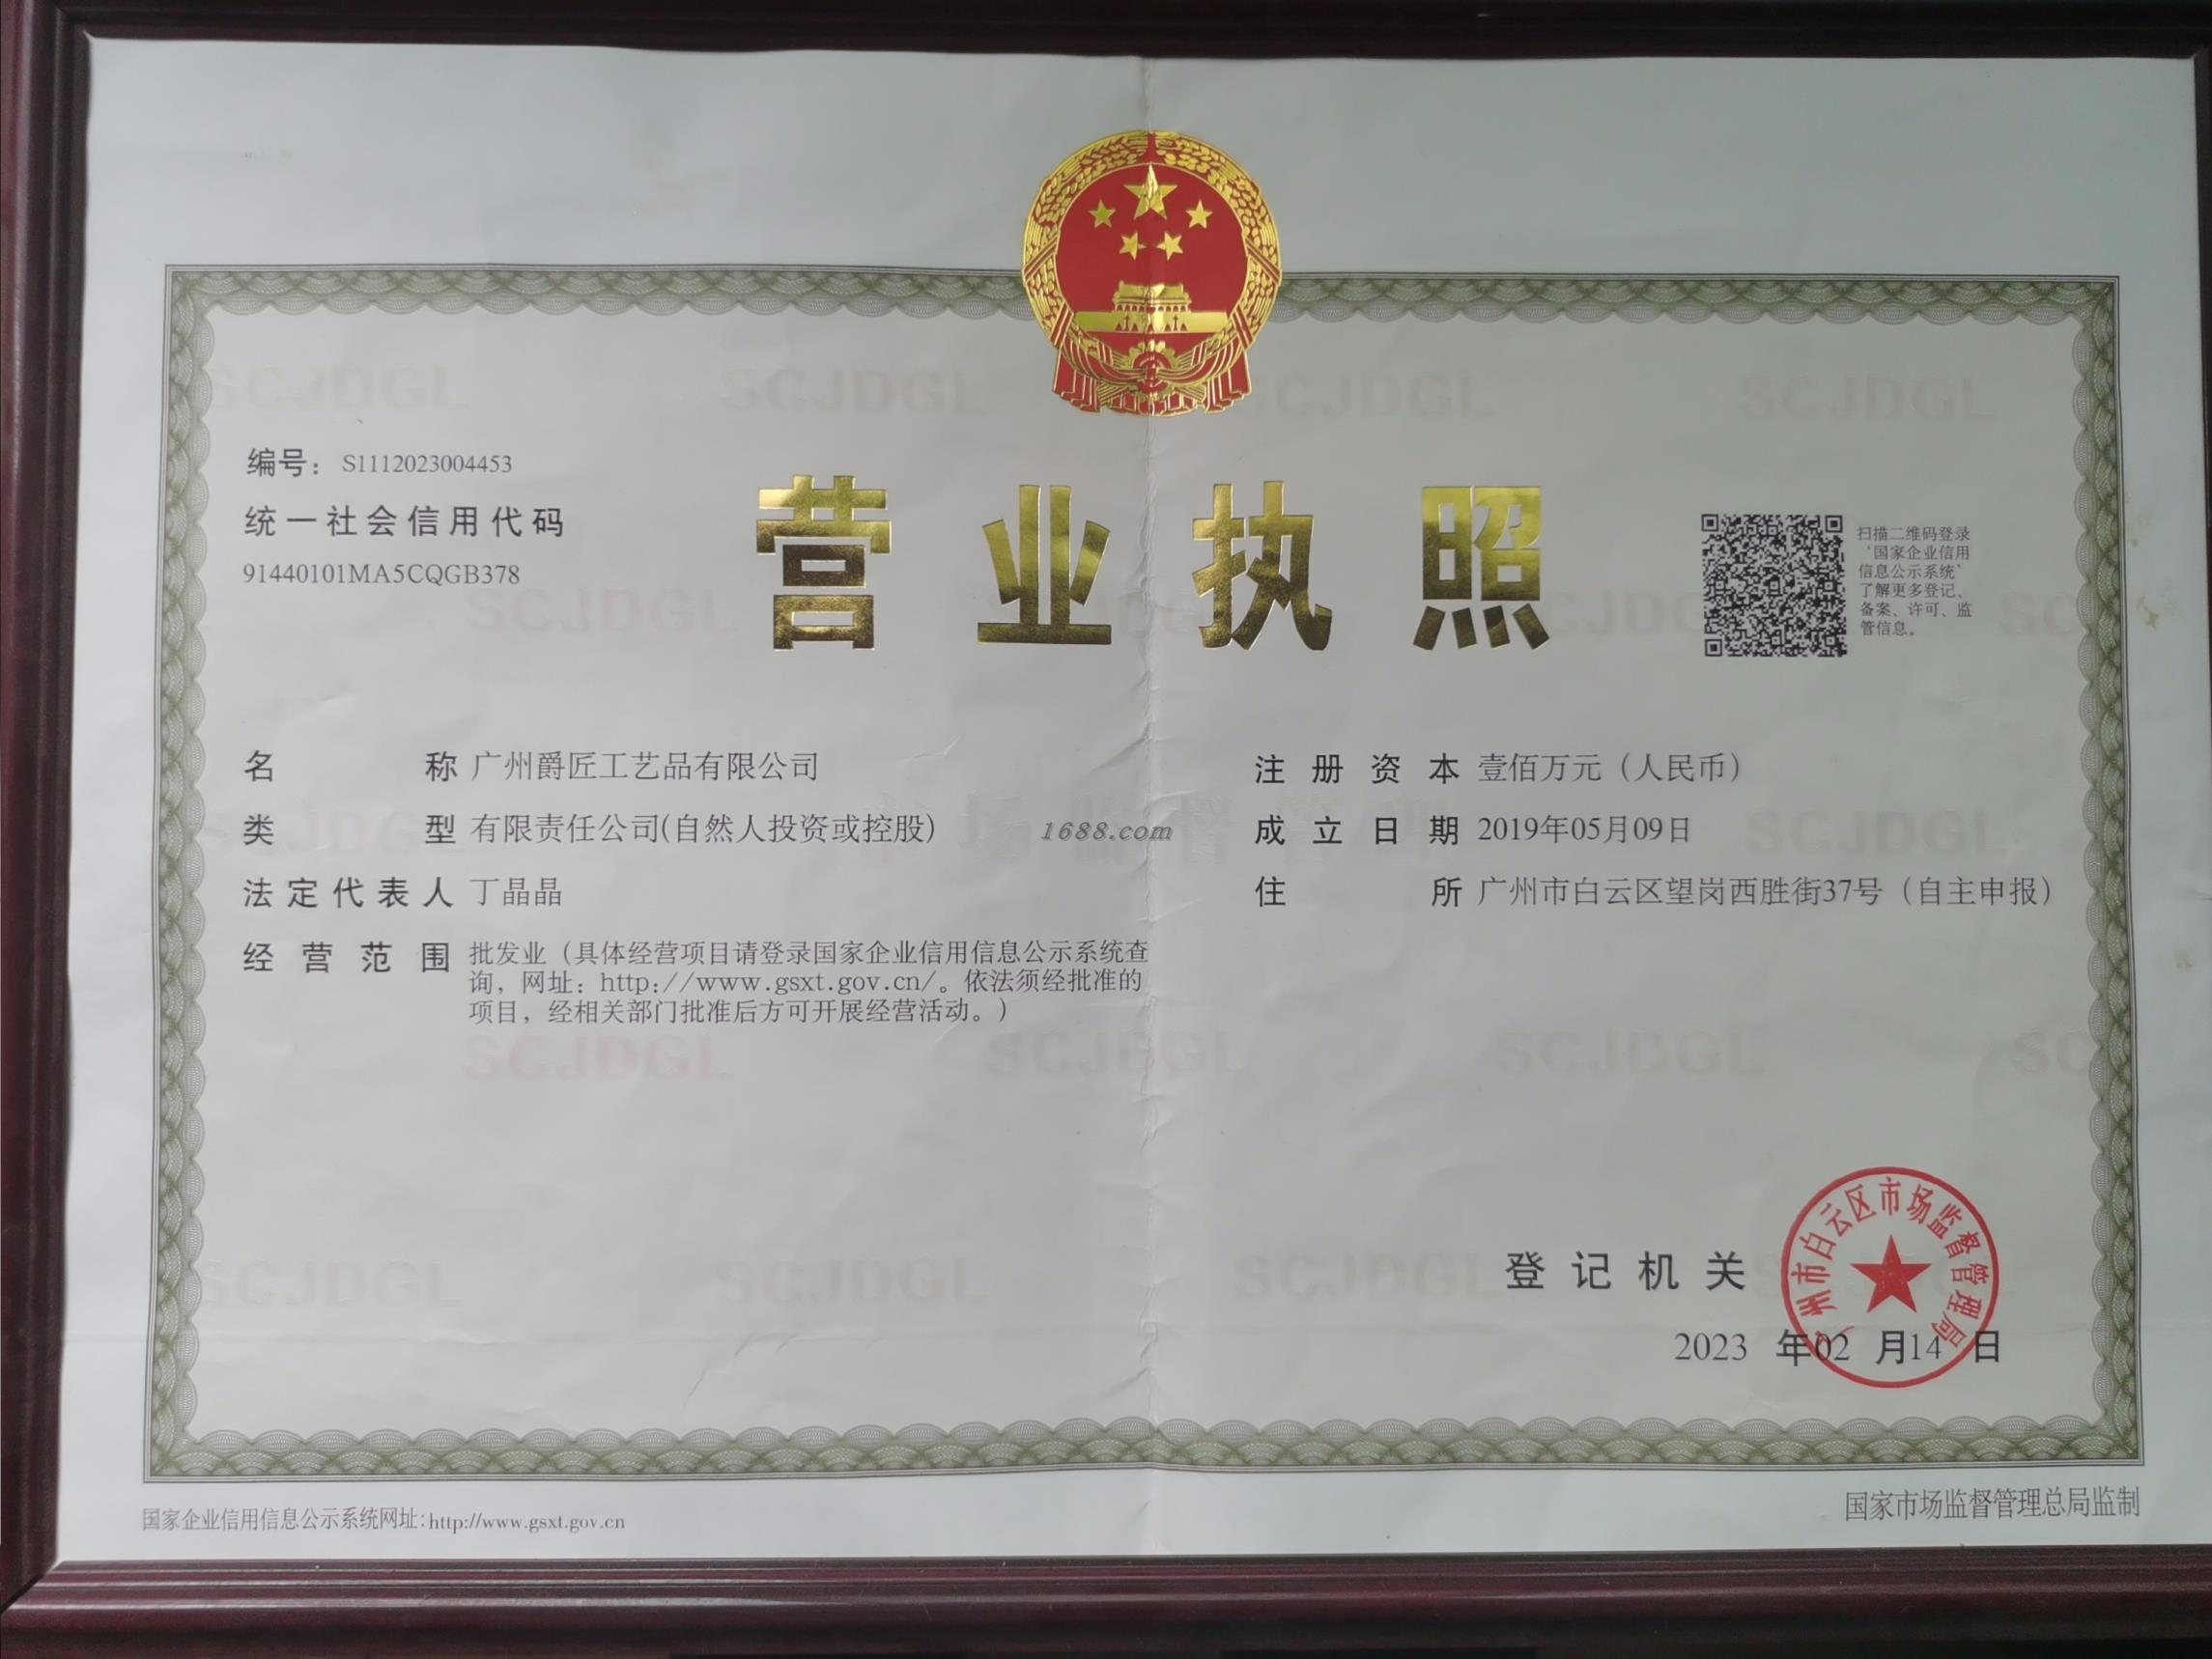 编号： S1112023004453
统一社会信用代码
91440101MA5CQGB378
营业执照
扫描二维码登录
‘国家企业信用
信息公示系统’
了解更多登记、
备案、许可、监
管信息。
名称 广州爵匠工艺品有限公司
类型 有限责任公司(自然人投资或控股)
法定代表人 丁晶晶
经营范围 批发业（具体经营项目请登录国家企业信用信息公示系统查
询，网址：http://www.gsxt.gov.cn/。依法须经批准的
项目，经相关部门批准后方可开展经营活动。）
1688.com
注册资本 壹佰万元（人民币）
成立日期 2019年05月09日
住所 广州市白云区望岗西胜街37号（自主申报）
登记机关
广州市白云区市场监督管理局
2023 年02 月14 日
国家企业信用信息公示系统网址:http://www.gsxt.gov.cn
国家市场监督管理总局监制
SCJDGL